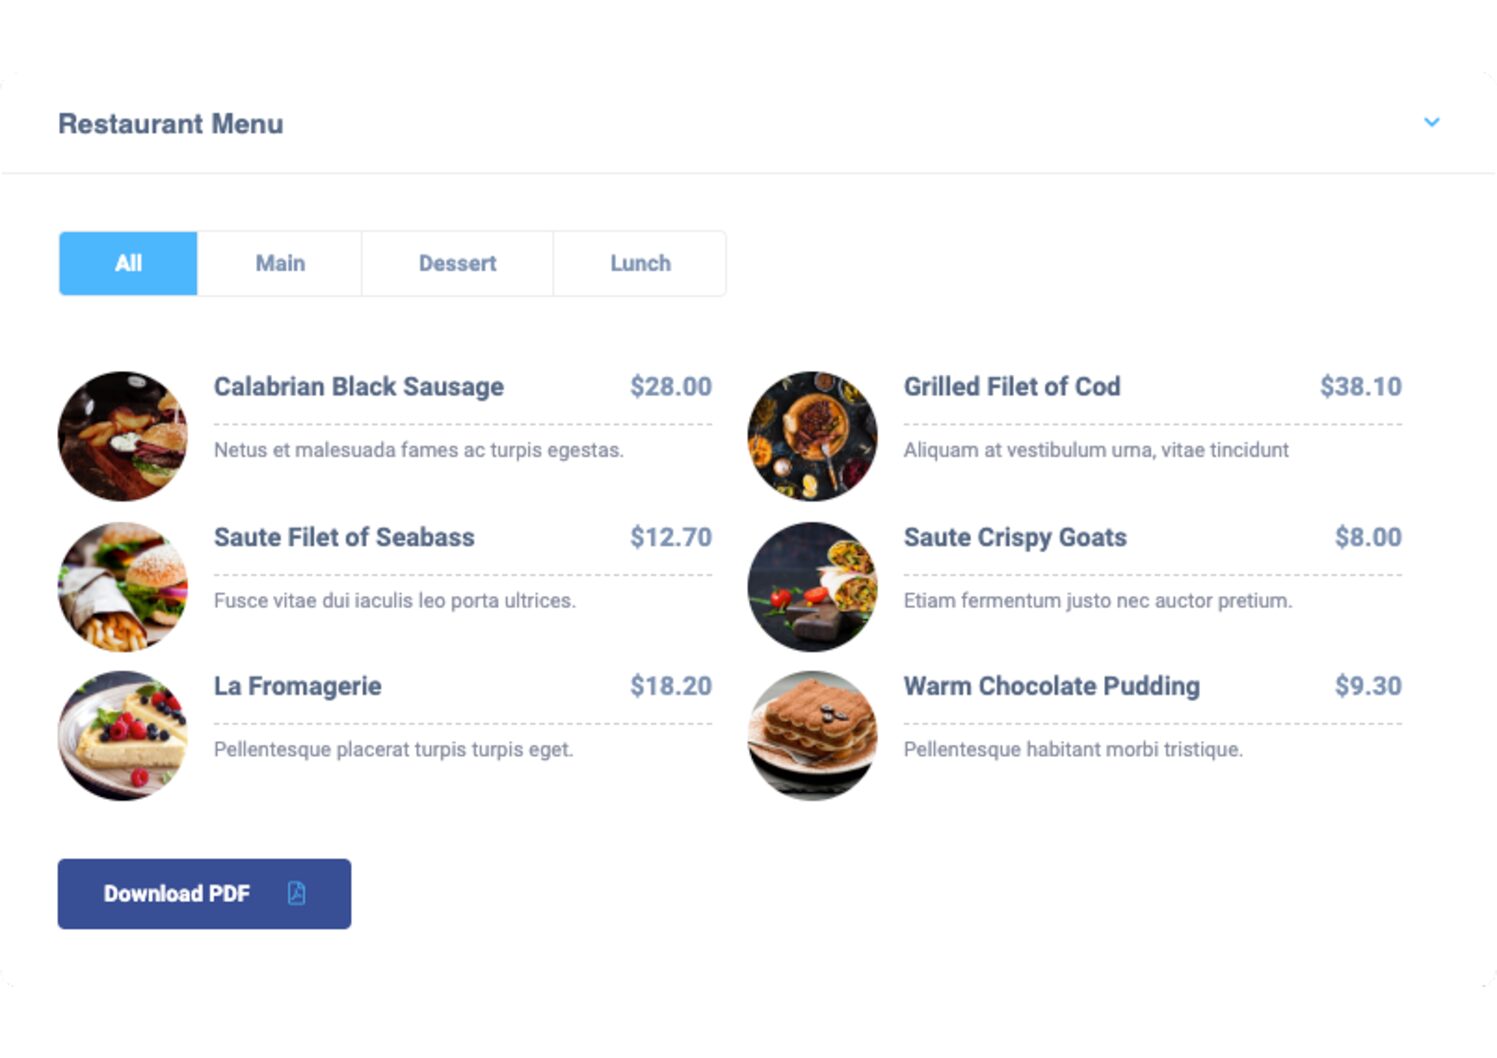 Restaurant Menu
All Main Dessert Lunch
Calabrian Black Sausage $28.00
Netus et malesuada fames ac turpis egestas.
Grilled Filet of Cod $38.10
Aliquam at vestibulum urna, vitae tincidunt
Saute Filet of Seabass $12.70
Fusce vitae dui iaculis leo porta ultrices.
Saute Crispy Goats $8.00
Etiam fermentum justo nec auctor pretium.
La Fromagerie $18.20
Pellentesque placerat turpis turpis eget.
Warm Chocolate Pudding $9.30
Pellentesque habitant morbi tristique.
Download PDF